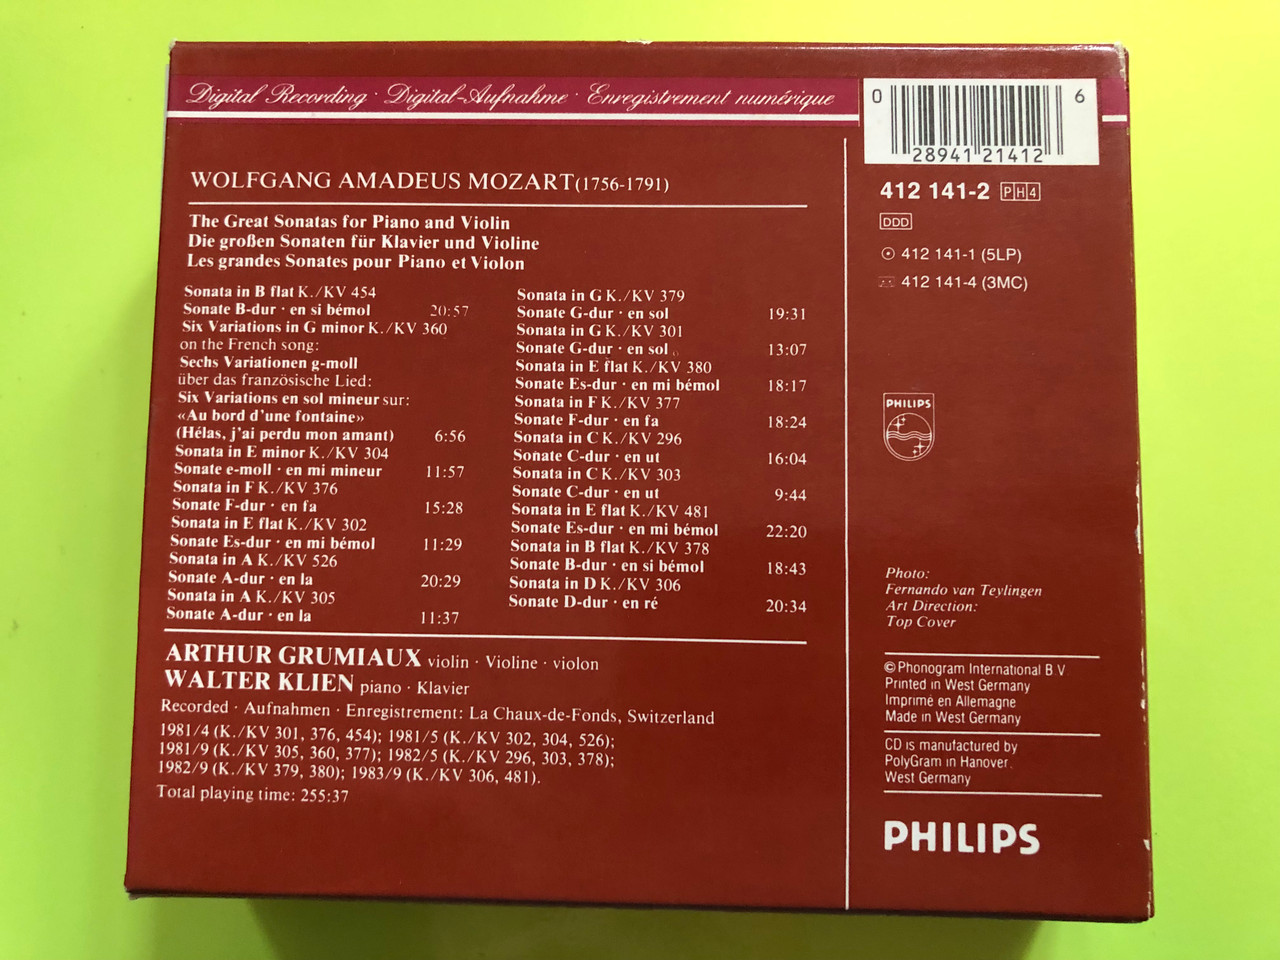 Digital Recording · Digital-Aufnahme · Enregistrement numérique
WOLFGANG AMADEUS MOZART (1756-1791)
The Great Sonatas for Piano and Violin
Die großen Sonaten für Klavier und Violine
Les grandes Sonates pour Piano et Violon
Sonata in B flat K./KV 454
Sonate B-dur · en si bémol 20:57
Six Variations in G minor K./KV 360
on the French song:
Sechs Variationen g-moll
über das französische Lied:
Six Variations en sol mineur sur:
«Au bord d'une fontaine»
(Hélas, j'ai perdu mon amant) 6:56
Sonata in E minor K./KV 304
Sonate e-moll · en mi mineur 11:57
Sonata in F K./KV 376
Sonate F-dur · en fa 15:28
Sonata in E flat K./KV 302
Sonate Es-dur · en mi bémol 11:29
Sonata in A K./KV 526
Sonate A-dur · en la 20:29
Sonata in A K./KV 305
Sonate A-dur · en la 11:37
Sonata in G K./KV 379
Sonate G-dur · en sol 19:31
Sonata in G K./KV 301
Sonate G-dur · en sol 13:07
Sonata in E flat K./KV 380
Sonate Es-dur · en mi bémol 18:17
Sonata in F K./KV 377
Sonate F-dur · en fa 18:24
Sonata in C K./KV 296
Sonate C-dur · en ut 16:04
Sonata in C K./KV 303
Sonate C-dur · en ut 9:44
Sonata in E flat K./KV 481
Sonate Es-dur · en mi bémol 22:20
Sonata in B flat K./KV 378
Sonate B-dur · en si bémol 18:43
Sonata in D K./KV 306
Sonate D-dur · en ré 20:34
ARTHUR GRUMIAUX violin · Violine · violon
WALTER KLIEN piano · Klavier
Recorded · Aufnahmen · Enregistrement: La Chaux-de-Fonds, Switzerland
1981/4 (K./KV 301, 376, 454); 1981/5 (K./KV 302, 304, 526);
1981/9 (K./KV 305, 360, 377); 1982/5 (K./KV 296, 303, 378);
1982/9 (K./KV 379, 380); 1983/9 (K./KV 306, 481).
Total playing time: 255:37
0 28941 21412 6
412 141-2 PH4
DDD
412 141-1 (5LP)
412 141-4 (3MC)
PHILIPS
Photo:
Fernando van Teylingen
Art Direction:
Top Cover
© Phonogram International B.V.
Printed in West Germany
Imprimé en Allemagne
Made in West Germany
CD is manufactured by
PolyGram in Hanover.
West Germany
PHILIPS